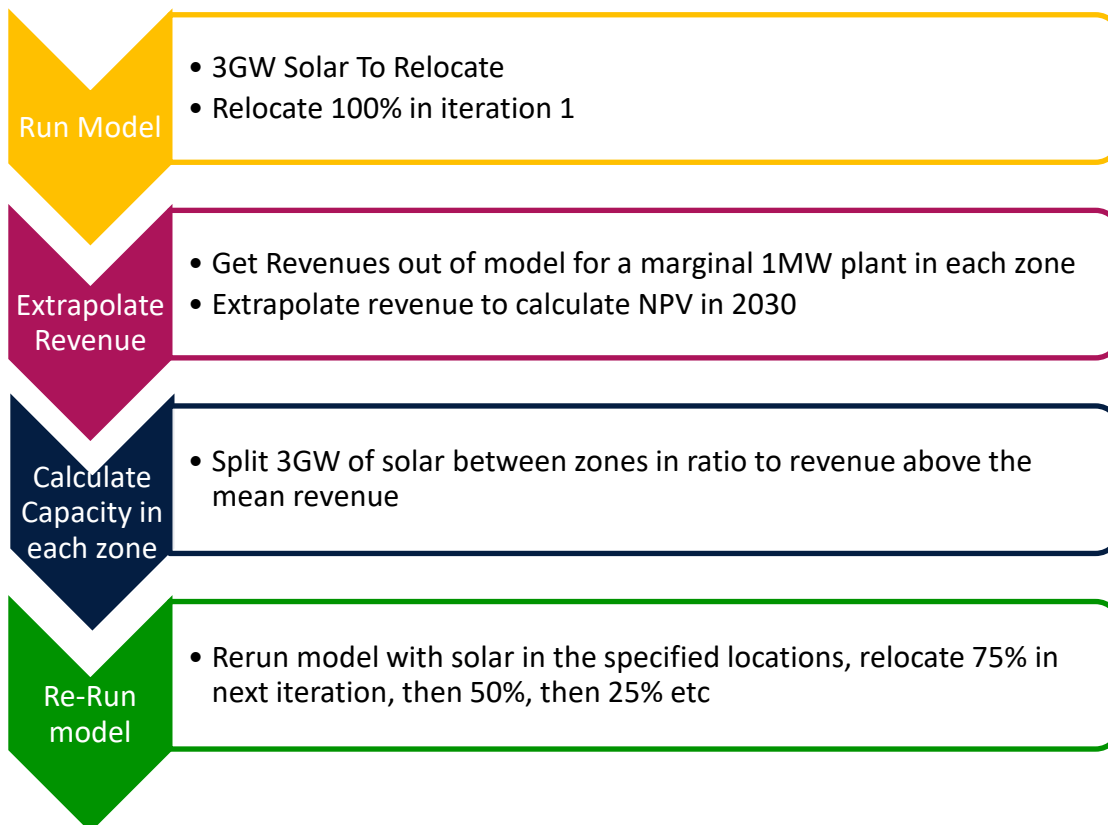 Run Model
• 3GW Solar To Relocate
• Relocate 100% in iteration 1
Extrapolate
Revenue
• Get Revenues out of model for a marginal 1MW plant in each zone
• Extrapolate revenue to calculate NPV in 2030
Calculate
Capacity in
each zone
• Split 3GW of solar between zones in ratio to revenue above the
mean revenue
Re-Run
model
• Rerun model with solar in the specified locations, relocate 75% in
next iteration, then 50%, then 25% etc